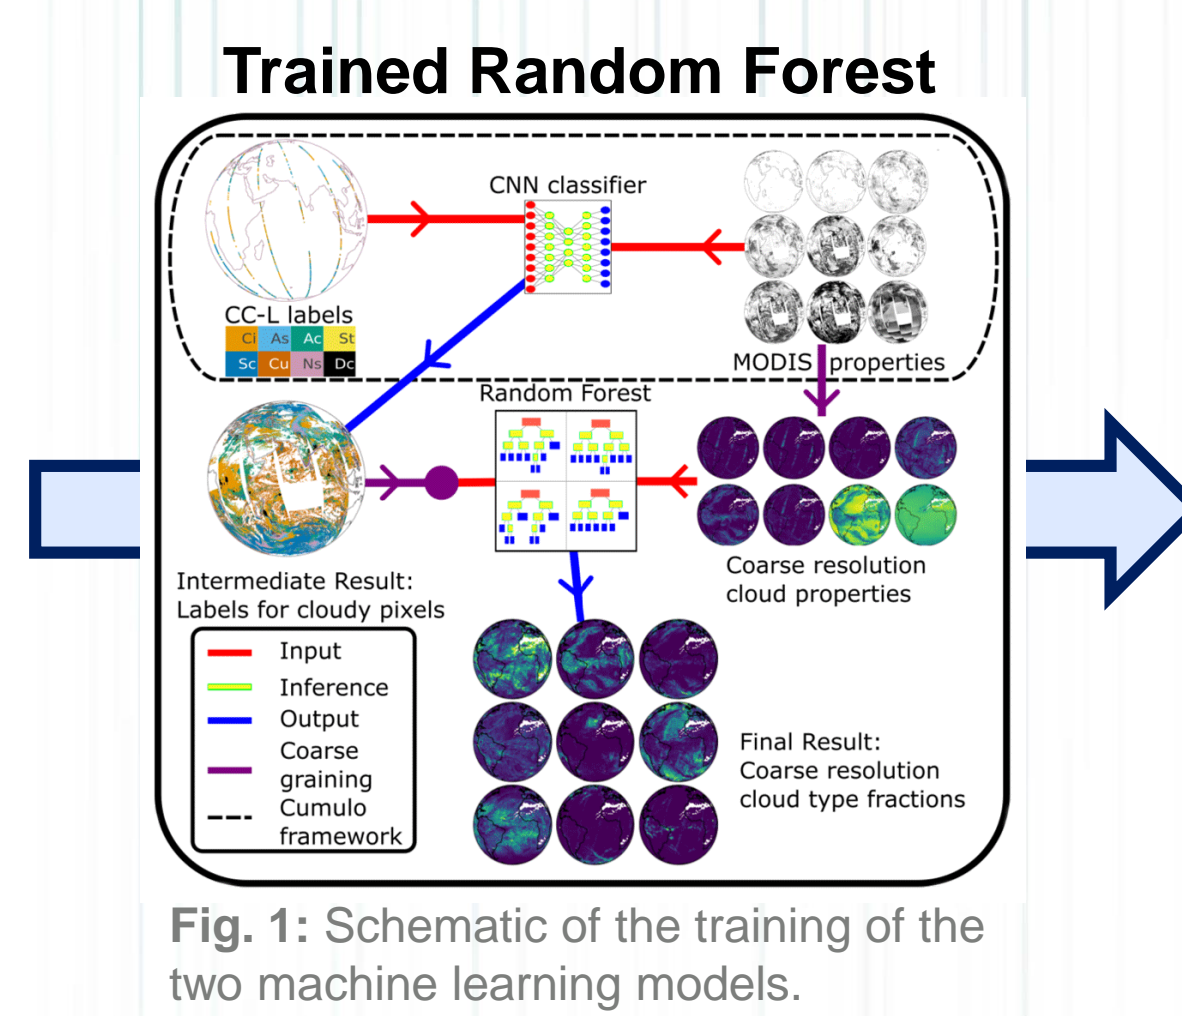 Trained Random Forest
CNN classifier
CC-L labels
Ci As Ac St
Sc Cu Ns Dc
MODIS properties
Random Forest
Coarse resolution
cloud properties
Intermediate Result:
Labels for cloudy pixels
Input
Inference
Output
Coarse
graining
Cumulo
framework
Final Result:
Coarse resolution
cloud type fractions
Fig. 1: Schematic of the training of the
two machine learning models.